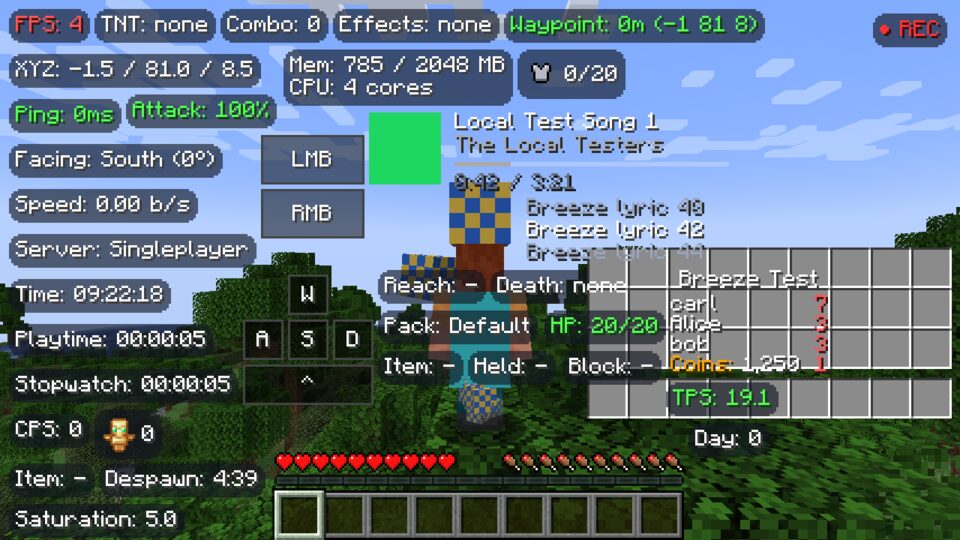 FPS: 4 TNT: none Combo: 0 Effects: none Waypoint: 0m (-1 81 8) REC
XYZ: -1.5 / 81.0 / 8.5
Mem: 785 / 2048 MB
CPU: 4 cores
0/20
Ping: 0ms Attack: 100%
Local Test Song 1
The Local Testers
0:42 / 3:21
Facing: South (0°)
LMB
RMB
Speed: 0.00 b/s
Breeze lyric 40
Breeze lyric 42
Breeze lyric 44
Server: Singleplayer
Time: 09:22:18
W
A S D
^
Reach: - Death: none
Breeze Test
carl 7
Alice 3
bob 3
Coins: 1,250 1
Pack: Default HP: 20/20
Item: - Held: - Block: -
TPS: 19.1
Day: 0
Playtime: 00:00:05
Stopwatch: 00:00:05
CPS: 0 0
Item: - Despawn: 4:39
Saturation: 5.0